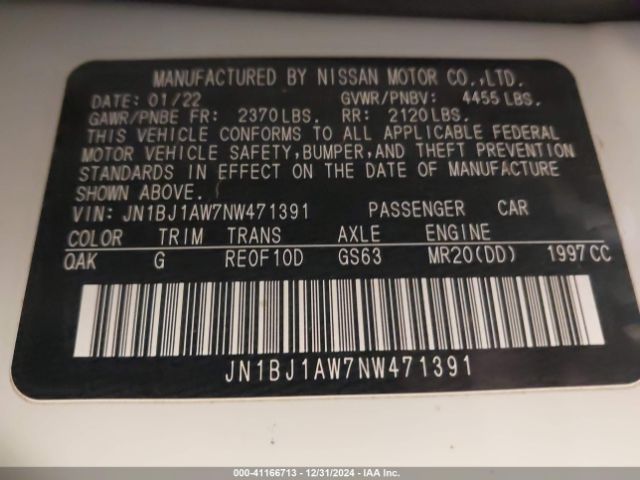 MANUFACTURED BY NISSAN MOTOR CO.,LTD.
DATE: 01/22 GVWR/PNBV: 4455 LBS.
GAWR/PNBE FR: 2370 LBS. RR: 2120 LBS.
THIS VEHICLE CONFORMS TO ALL APPLICABLE FEDERAL
MOTOR VEHICLE SAFETY,BUMPER,AND THEFT PREVENTION
STANDARDS IN EFFECT ON THE DATE OF MANUFACTURE
SHOWN ABOVE.
VIN: JN1BJ1AW7NW471391 PASSENGER CAR
COLOR TRIM TRANS AXLE ENGINE
QAK G RE0F10D GS63 MR20(DD) 1997 CC
JN1BJ1AW7NW471391
000-41166713 - 12/31/2024 - IAA, Inc.